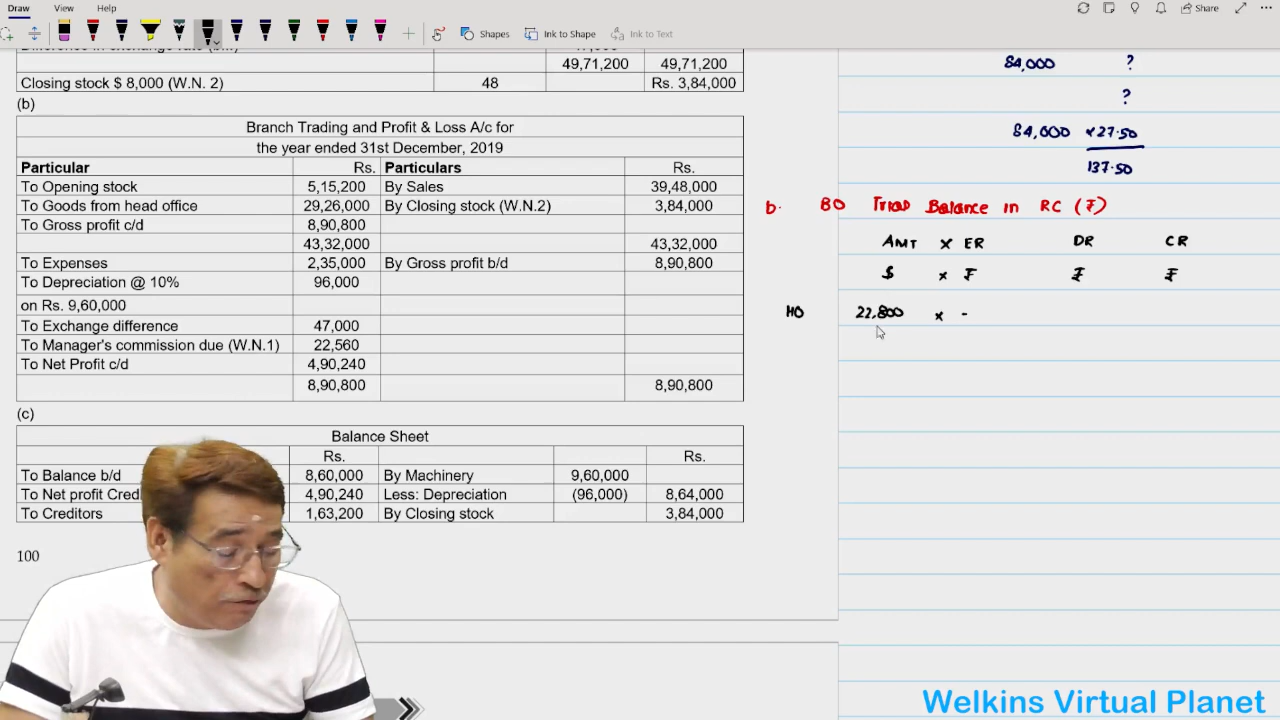 Draw View Help
Shapes Ink to Shape Ink to Text Share
Difference in exchange rate
49,71,200 49,71,200
Closing stock $ 8,000 (W.N. 2) 48 Rs. 3,84,000
(b)
Branch Trading and Profit & Loss A/c for
the year ended 31st December, 2019
Particular Rs. Particulars Rs.
To Opening stock 5,15,200 By Sales 39,48,000
To Goods from head office 29,26,000 By Closing stock (W.N.2) 3,84,000
To Gross profit c/d 8,90,800
43,32,000 43,32,000
To Expenses 2,35,000 By Gross profit b/d 8,90,800
To Depreciation @ 10% 96,000
on Rs. 9,60,000
To Exchange difference 47,000
To Manager's commission due (W.N.1) 22,560
To Net Profit c/d 4,90,240
8,90,800 8,90,800
(c)
Balance Sheet
Rs. Rs.
To Balance b/d 8,60,000 By Machinery 9,60,000
To Net profit Cred 4,90,240 Less: Depreciation (96,000) 8,64,000
To Creditors 1,63,200 By Closing stock 3,84,000
100
84,000 ?
?
84,000 × 27.50
137.50
b. BO Trial Balance in RC (₹)
AMT × ER DR CR
$ × ₹ ₹ ₹
HO 22,800 × -
Welkins Virtual Planet